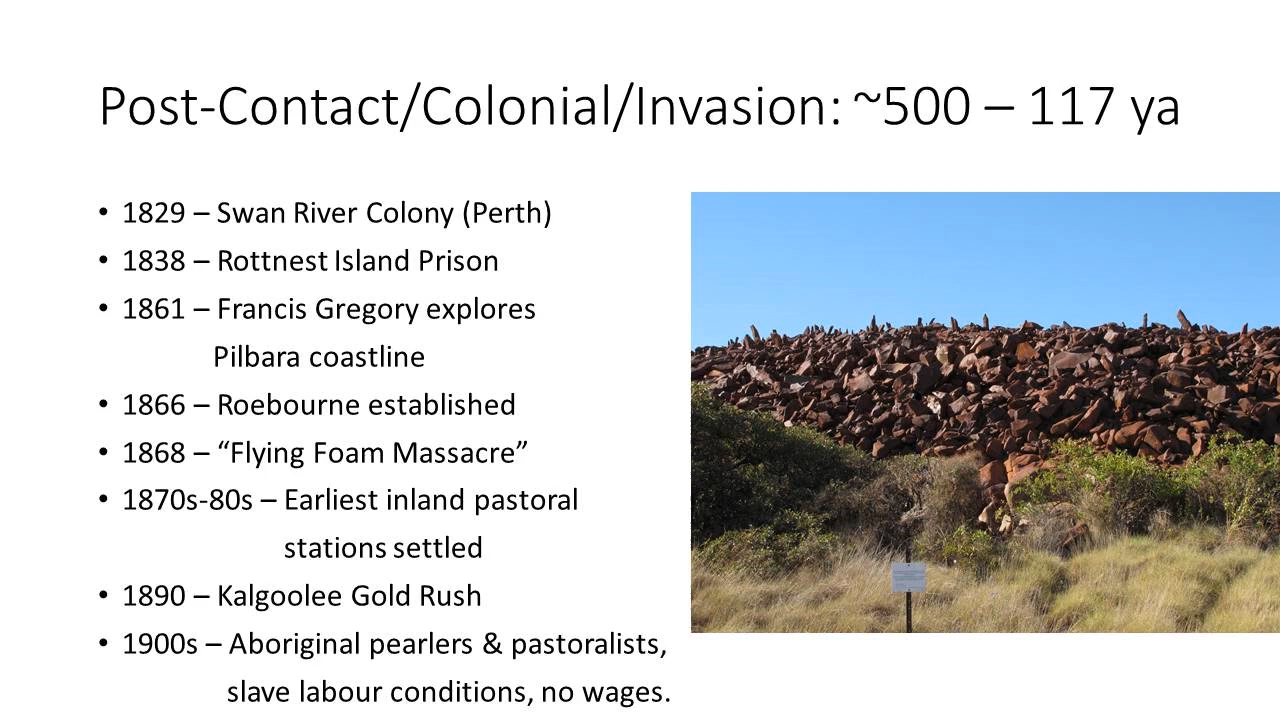 Post-Contact/Colonial/Invasion: ~500 – 117 ya
• 1829 – Swan River Colony (Perth)
• 1838 – Rottnest Island Prison
• 1861 – Francis Gregory explores
Pilbara coastline
• 1866 – Roebourne established
• 1868 – “Flying Foam Massacre”
• 1870s-80s – Earliest inland pastoral
stations settled
• 1890 – Kalgoolee Gold Rush
• 1900s – Aboriginal pearlers & pastoralists,
slave labour conditions, no wages.